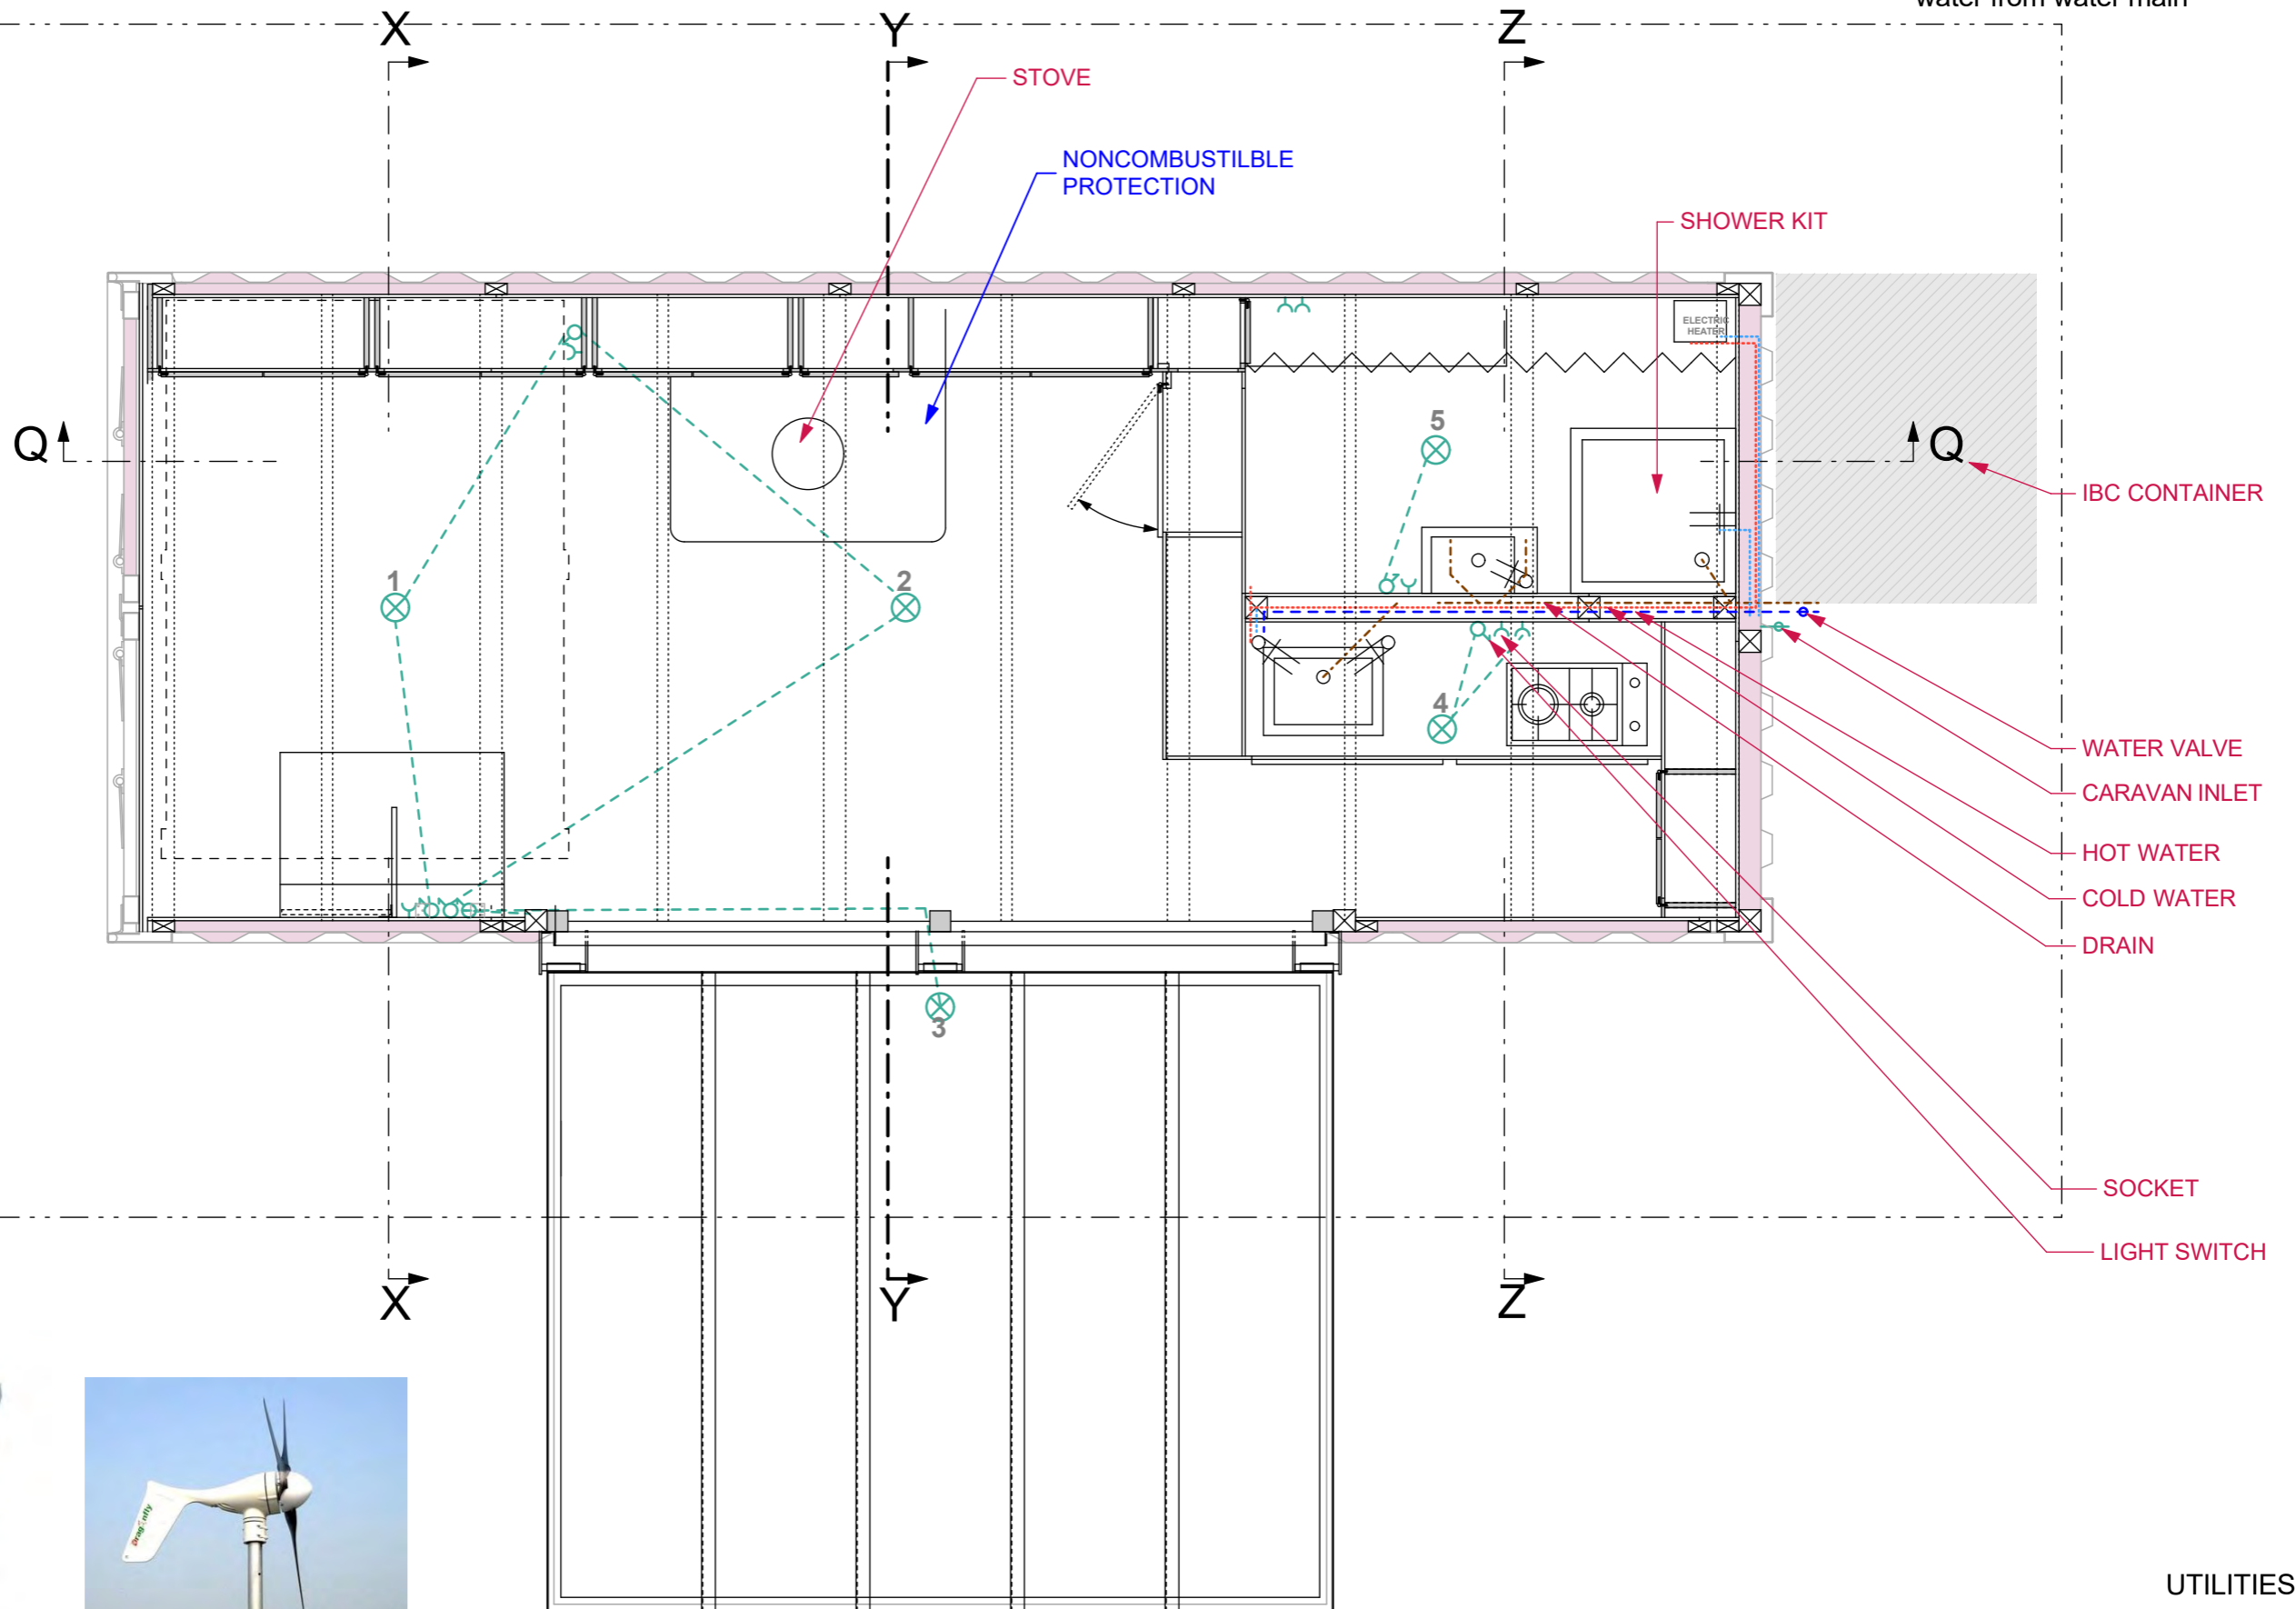 water from water main
X
Y
Z
STOVE
NONCOMBUSTILBLE
PROTECTION
SHOWER KIT
ELECTRIC
HEATER
Q
5
Q
IBC CONTAINER
1
2
4
WATER VALVE
CARAVAN INLET
HOT WATER
COLD WATER
DRAIN
3
SOCKET
LIGHT SWITCH
X
Y
Z
Dragonfly
UTILITIES